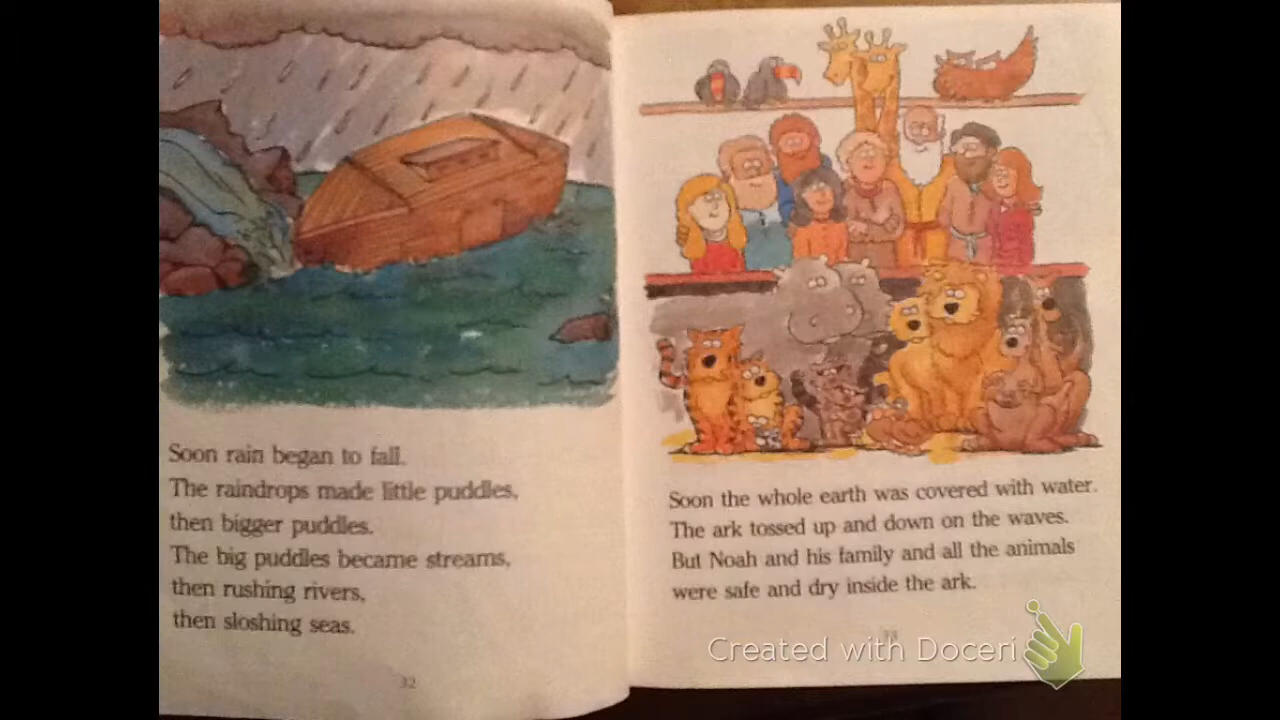 Soon rain began to fall.
The raindrops made little puddles,
then bigger puddles.
The big puddles became streams,
then rushing rivers,
then sloshing seas.
32
Soon the whole earth was covered with water.
The ark tossed up and down on the waves.
But Noah and his family and all the animals
were safe and dry inside the ark.
Created with Doceri